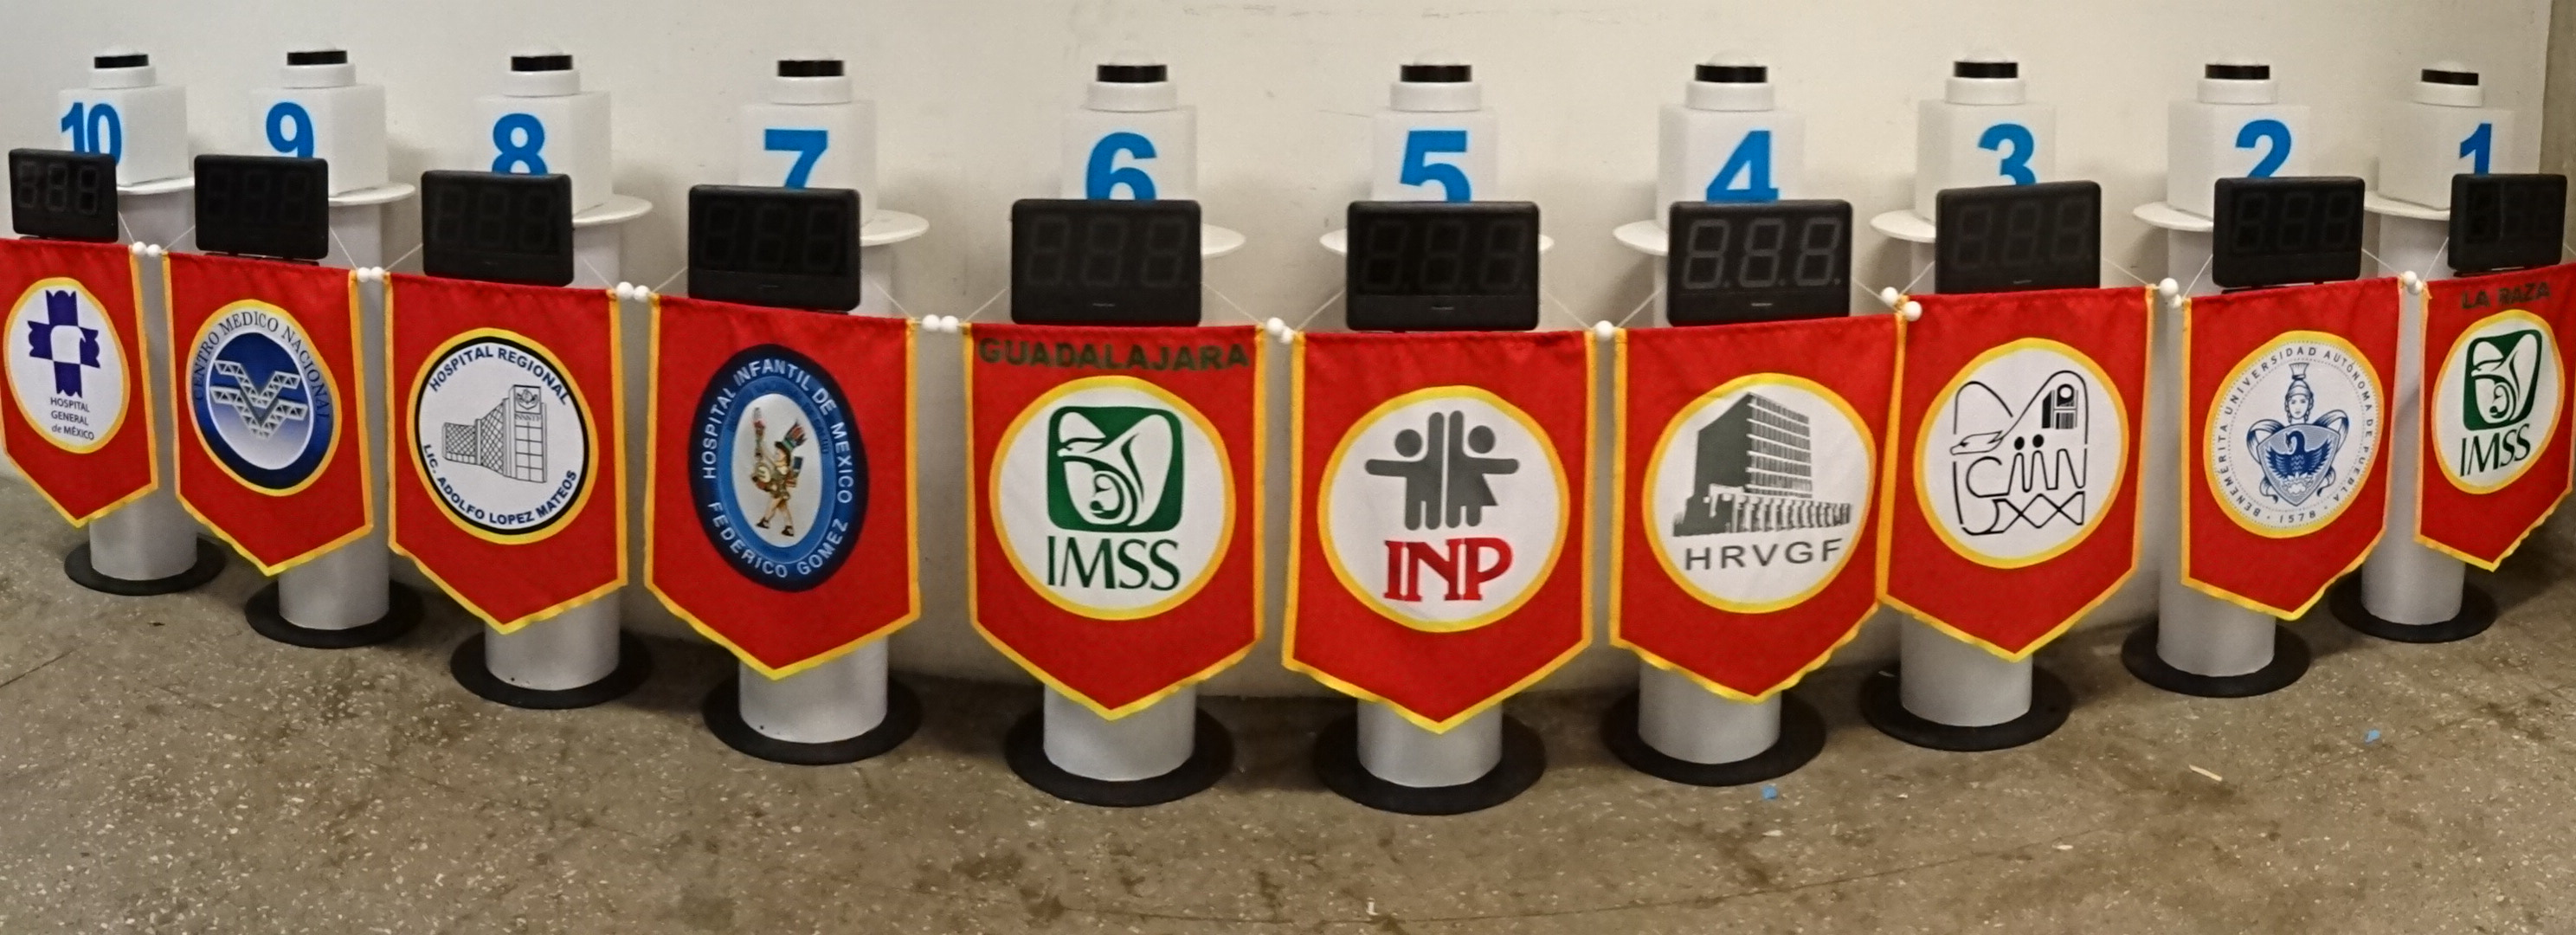 10
9
8
7
6
5
4
3
2
1
HOSPITAL
GENERAL
de MÉXICO
CENTRO MEDICO NACIONAL
HOSPITAL REGIONAL
LIC. ADOLFO LOPEZ MATEOS
HOSPITAL INFANTIL DE MEXICO
FEDERICO GOMEZ
GUADALAJARA
IMSS
INP
HRVGF
BENEMÉRITA UNIVERSIDAD AUTÓNOMA DE PUEBLA
1578
LA RAZA
IMSS